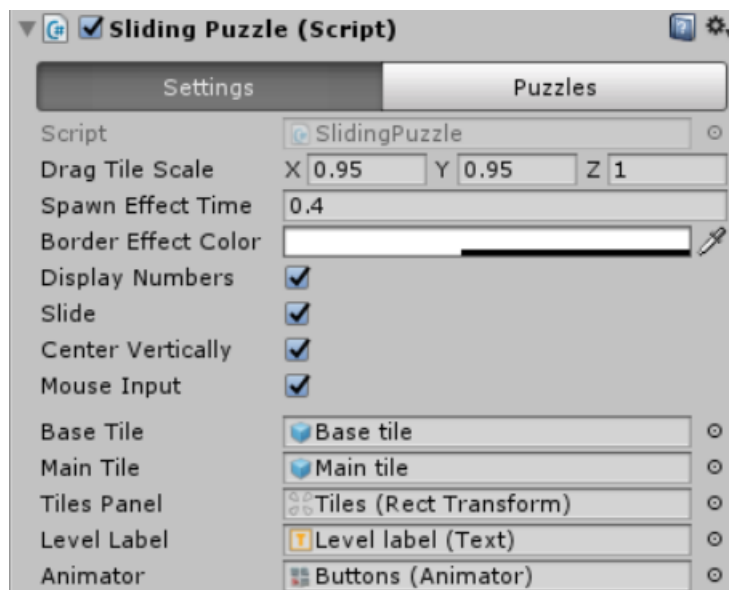 Sliding Puzzle (Script)
Settings Puzzles
Script SlidingPuzzle
Drag Tile Scale X 0.95 Y 0.95 Z 1
Spawn Effect Time 0.4
Border Effect Color
Display Numbers
Slide
Center Vertically
Mouse Input
Base Tile Base tile
Main Tile Main tile
Tiles Panel Tiles (Rect Transform)
Level Label Level label (Text)
Animator Buttons (Animator)